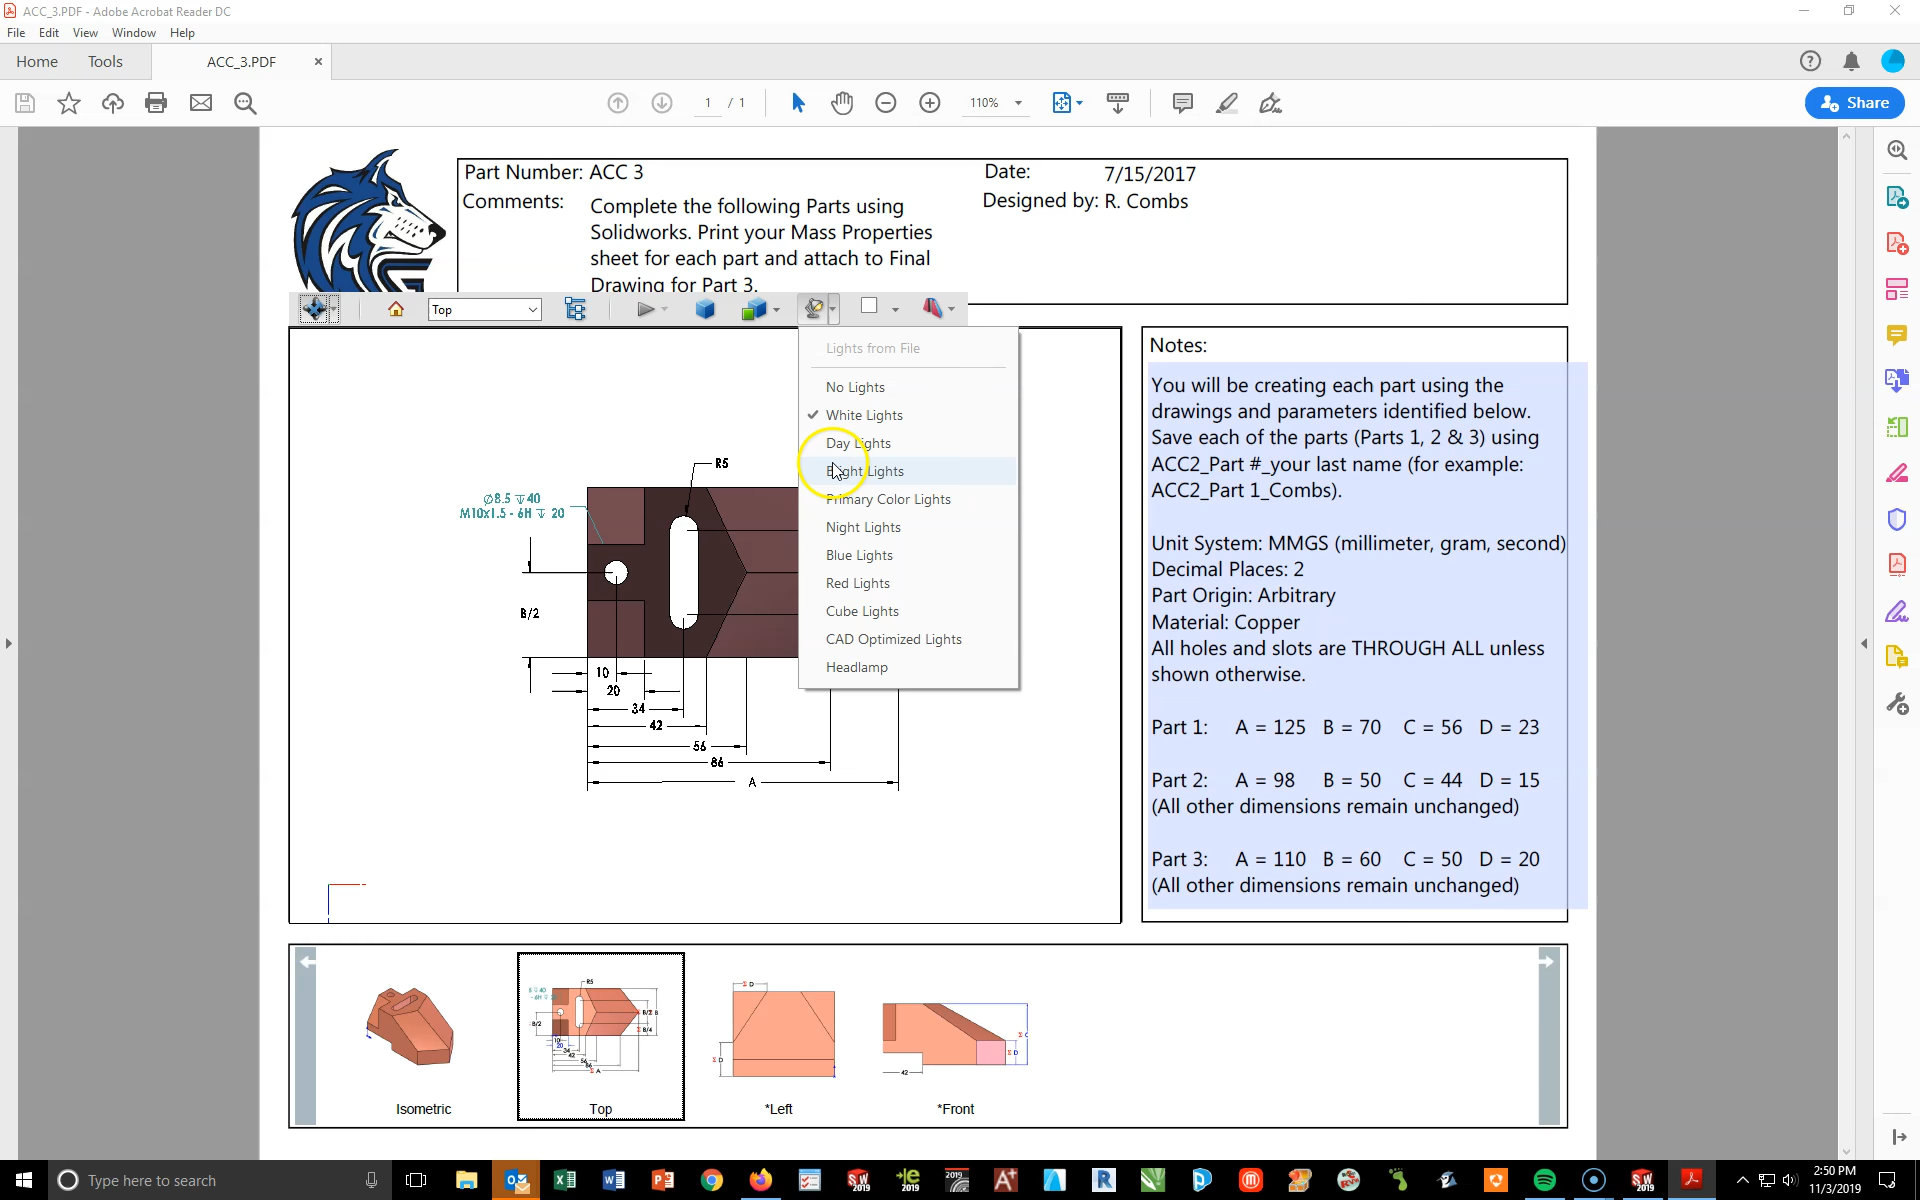 ACC_3.PDF - Adobe Acrobat Reader DC
File Edit View Window Help
Home Tools ACC_3.PDF ×
1 / 1 110% Share
Part Number: ACC 3
Comments: Complete the following Parts using
Solidworks. Print your Mass Properties
sheet for each part and attach to Final
Drawing for Part 3.
Date: 7/15/2017
Designed by: R. Combs
Top
Lights from File
No Lights
White Lights
Day Lights
Bright Lights
Primary Color Lights
Night Lights
Blue Lights
Red Lights
Cube Lights
CAD Optimized Lights
Headlamp
R5
⌀8.5 ↧40
M10x1.5 - 6H ↧ 20
B/2
10
20
34
42
56
86
A
Notes:
You will be creating each part using the
drawings and parameters identified below.
Save each of the parts (Parts 1, 2 & 3) using
ACC2_Part #_your last name (for example:
ACC2_Part 1_Combs).
Unit System: MMGS (millimeter, gram, second)
Decimal Places: 2
Part Origin: Arbitrary
Material: Copper
All holes and slots are THROUGH ALL unless
shown otherwise.
Part 1: A = 125 B = 70 C = 56 D = 23
Part 2: A = 98 B = 50 C = 44 D = 15
(All other dimensions remain unchanged)
Part 3: A = 110 B = 60 C = 50 D = 20
(All other dimensions remain unchanged)
Isometric
Top
*Left
*Front
Type here to search
2:50 PM
11/3/2019